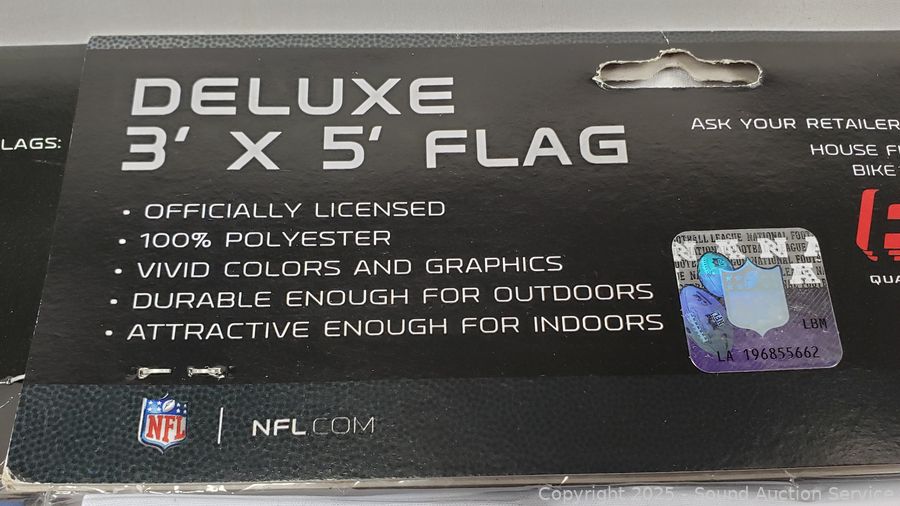 LAGS:
DELUXE
3' X 5' FLAG
• OFFICIALLY LICENSED
• 100% POLYESTER
• VIVID COLORS AND GRAPHICS
• DURABLE ENOUGH FOR OUTDOORS
• ATTRACTIVE ENOUGH FOR INDOORS
ASK YOUR RETAILER
HOUSE F
BIKE
QUA
LBM
LA 196855662
NFL | NFL.COM
Copyright 2025 - Sound Auction Service